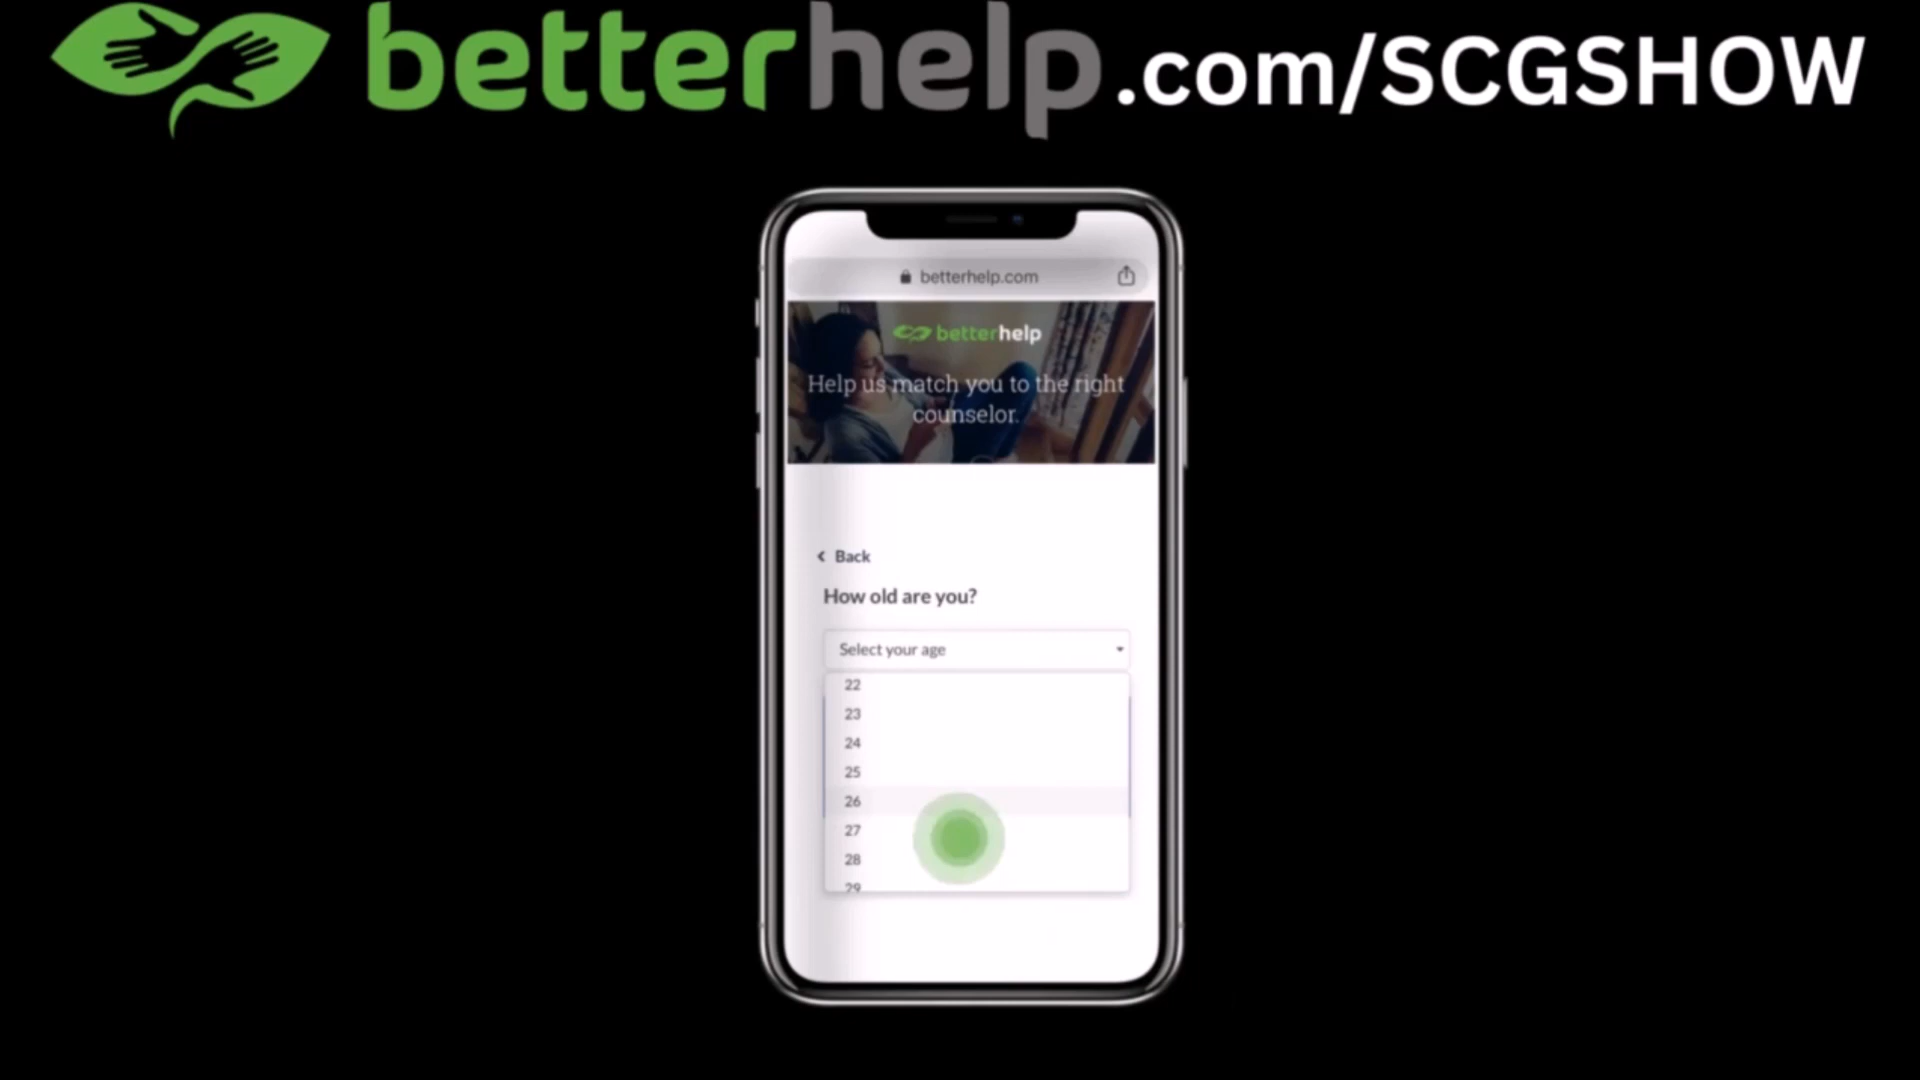 betterhelp.com/SCGSHOW
betterhelp.com
betterhelp
Help us match you to the right
counselor.
Back
How old are you?
Select your age
22
23
24
25
26
27
28
29